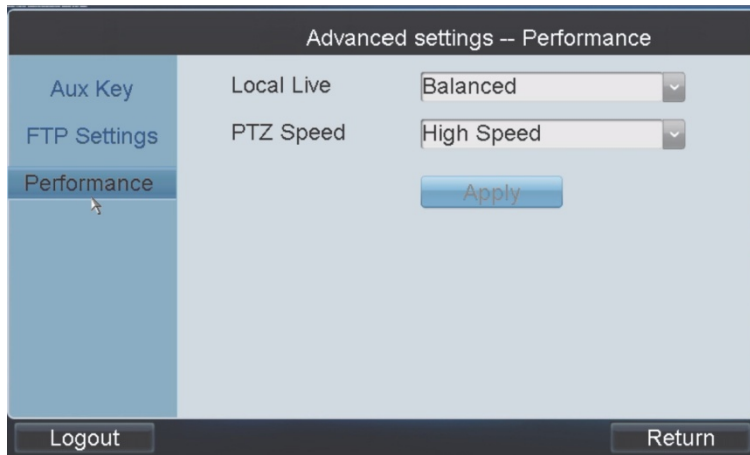 Advanced settings -- Performance
Aux Key
Local Live
Balanced
FTP Settings
PTZ Speed
High Speed
Performance
Apply
Logout
Return